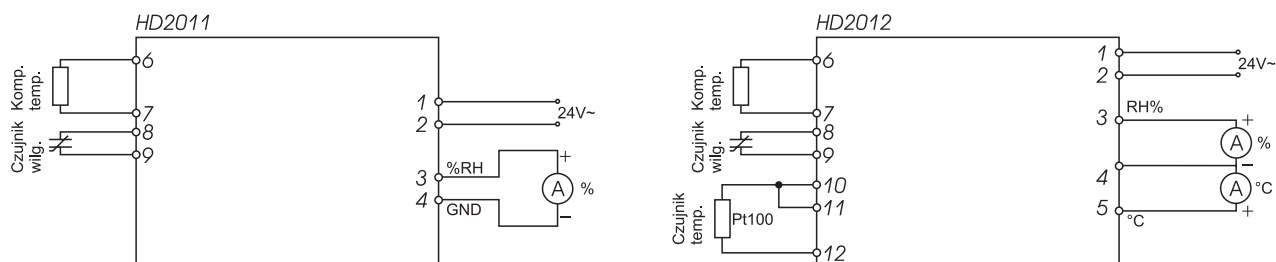 HD2011
Komp.
temp.
Czujnik
wilg.
6
7
8
9
1
2
24V~
3
%RH
4
GND
+
A
%
−
HD2012
Komp.
temp.
Czujnik
wilg.
Czujnik
temp.
Pt100
6
7
8
9
10
11
12
1
2
24V~
RH%
3
+
A
%
4
−
A
°C
5
°C
+